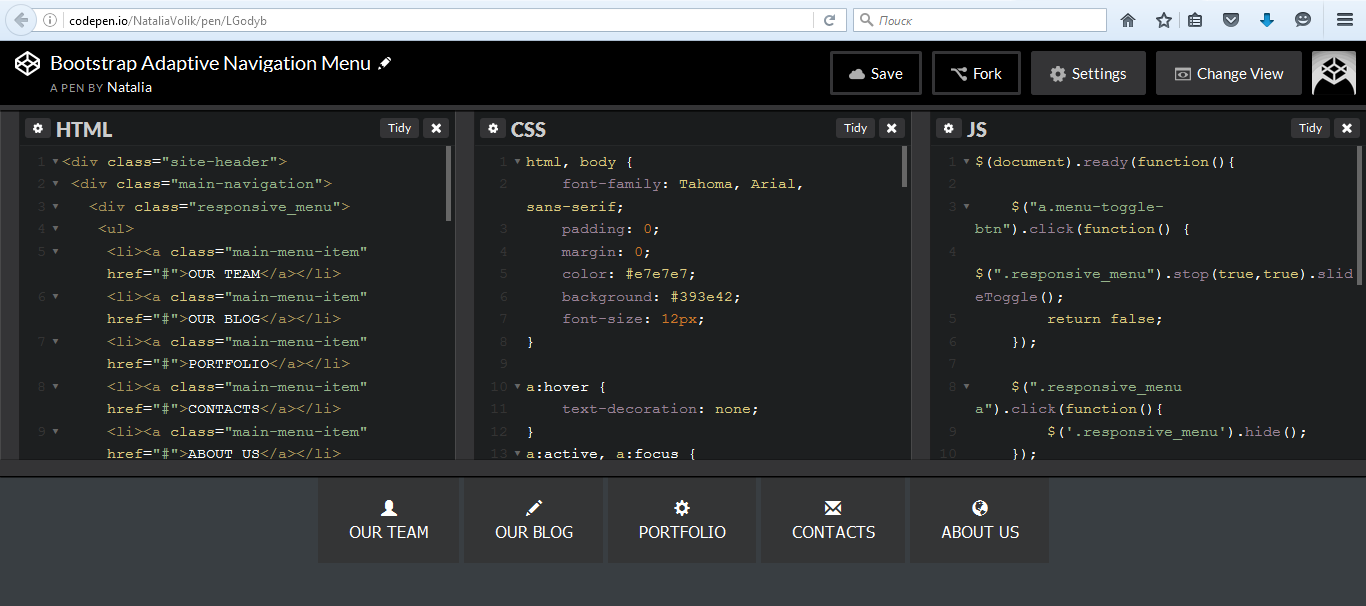 codepen.io/NataliaVolik/pen/LGodyb
Поиск
Bootstrap Adaptive Navigation Menu
A PEN BY Natalia
Save
Fork
Settings
Change View
HTML
Tidy
1 <div class="site-header">
2 <div class="main-navigation">
3 <div class="responsive_menu">
4 <ul>
5 <li><a class="main-menu-item"
href="#">OUR TEAM</a></li>
6 <li><a class="main-menu-item"
href="#">OUR BLOG</a></li>
7 <li><a class="main-menu-item"
href="#">PORTFOLIO</a></li>
8 <li><a class="main-menu-item"
href="#">CONTACTS</a></li>
9 <li><a class="main-menu-item"
href="#">ABOUT US</a></li>
CSS
Tidy
1 html, body {
2 font-family: Tahoma, Arial,
sans-serif;
3 padding: 0;
4 margin: 0;
5 color: #e7e7e7;
6 background: #393e42;
7 font-size: 12px;
8 }
9
10 a:hover {
11 text-decoration: none;
12 }
13 a:active, a:focus {
JS
Tidy
1 $(document).ready(function(){
2
3 $("a.menu-toggle-
btn").click(function() {
4
$(".responsive_menu").stop(true,true).slid
eToggle();
5 return false;
6 });
7
8 $(".responsive_menu
a").click(function(){
9 $('.responsive_menu').hide();
10 });
OUR TEAM
OUR BLOG
PORTFOLIO
CONTACTS
ABOUT US